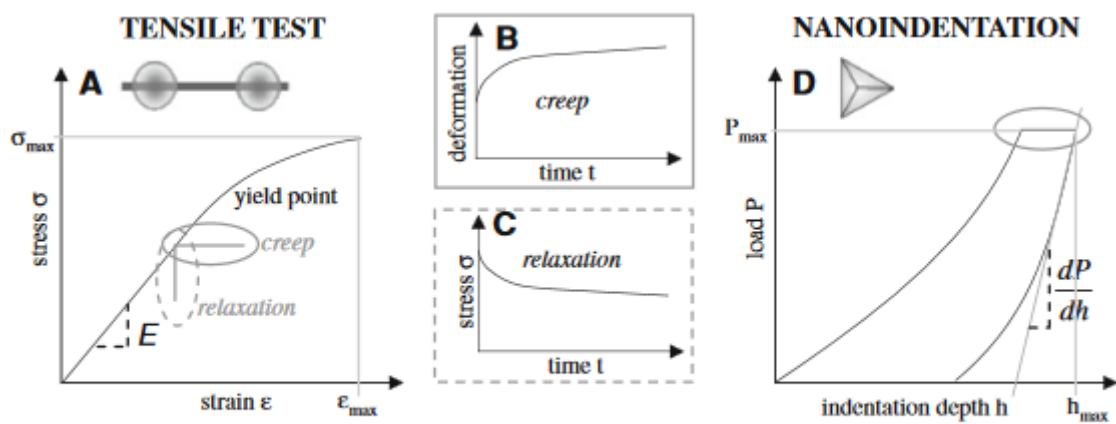 TENSILE TEST
A
σmax
stress σ
yield point
creep
relaxation
E
strain ε
εmax
B
deformation
creep
time t
C
stress σ
relaxation
time t
NANOINDENTATION
D
Pmax
load P
dP
dh
indentation depth h
hmax